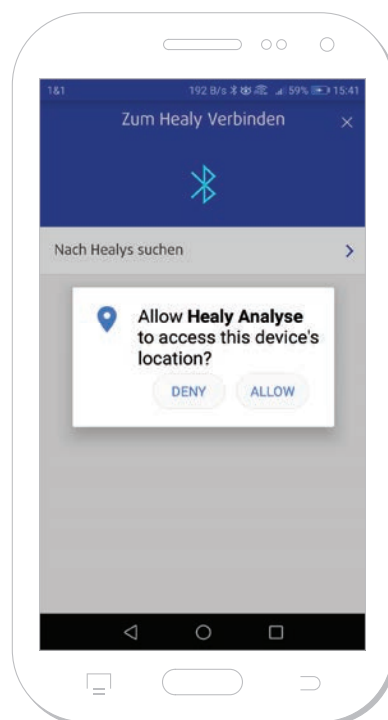 1&1 192 B/s 59% 15:41
Zum Healy Verbinden
Nach Healys suchen
Allow Healy Analyse
to access this device's
location?
DENY ALLOW